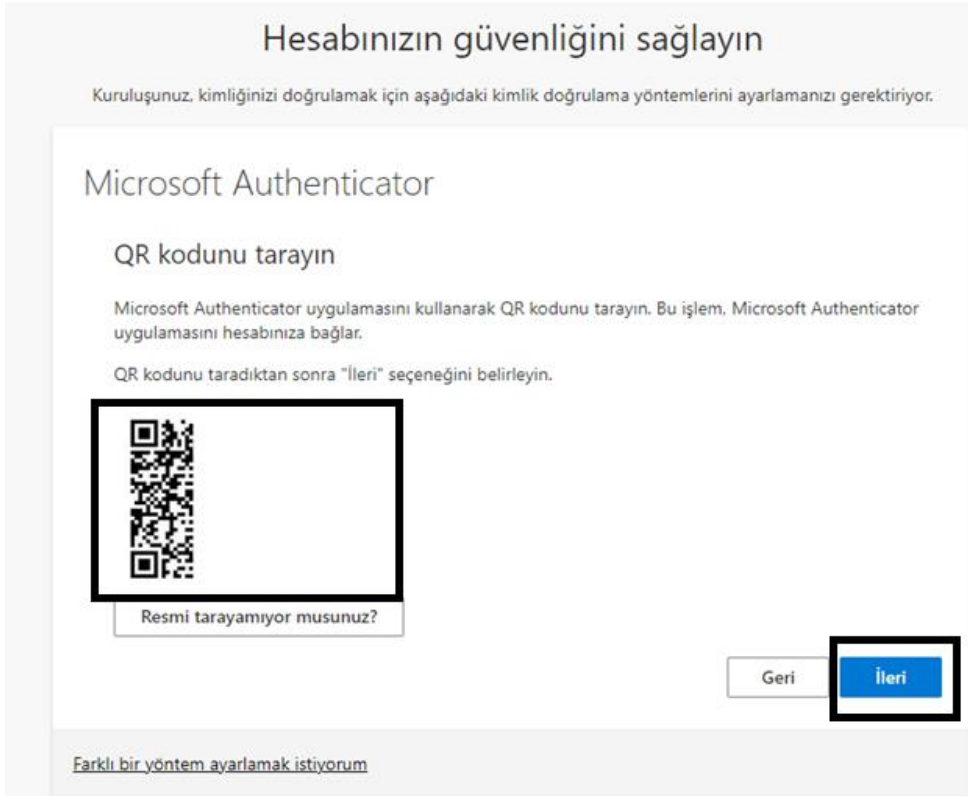 Hesabınızın güvenliğini sağlayın
Kuruluşunuz, kimliğinizi doğrulamak için aşağıdaki kimlik doğrulama yöntemlerini ayarlamanızı gerektiriyor.
Microsoft Authenticator
QR kodunu tarayın
Microsoft Authenticator uygulamasını kullanarak QR kodunu tarayın. Bu işlem, Microsoft Authenticator
uygulamasını hesabınıza bağlar.
QR kodunu taradıktan sonra "İleri" seçeneğini belirleyin.
Resmi tarayamıyor musunuz?
Geri
İleri
Farklı bir yöntem ayarlamak istiyorum